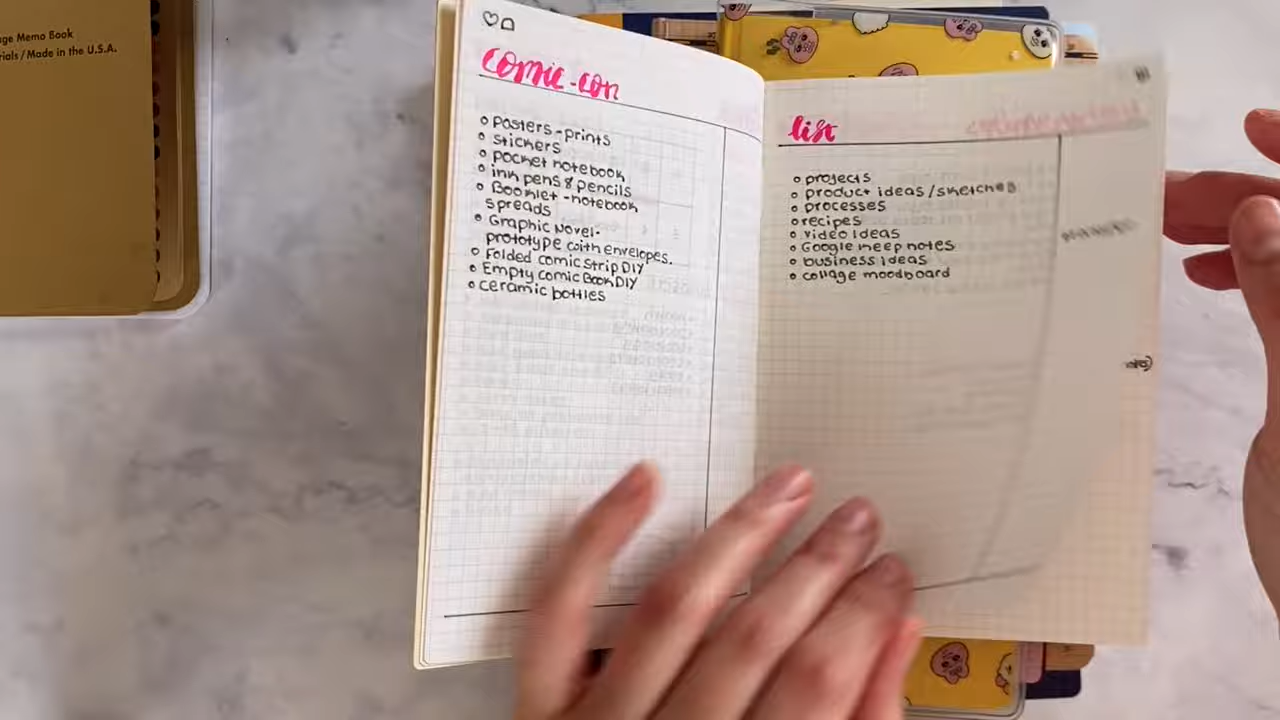 Memo Book
Made in the U.S.A.
comic-con
posters-prints
stickers
pocket notebook
ink pens & pencils
Booklet-notebook
spreads
Graphic Novel-
prototype with envelopes.
Folded comic strip DIY
Empty comic Book DIY
ceramic bottles
list
projects
product ideas/sketches
processes
recipes
video ideas
Google keep notes
business ideas
collage moodboard